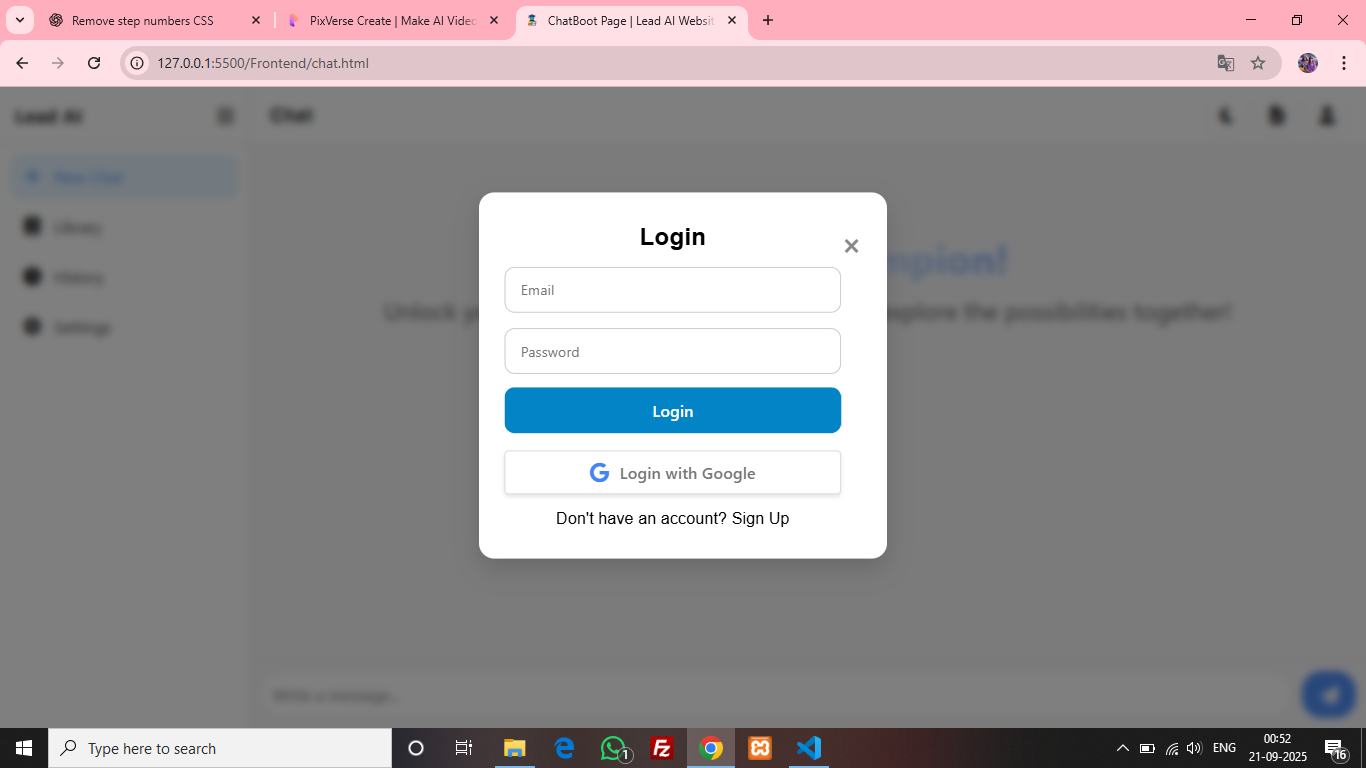 Remove step numbers CSS
PixVerse Create | Make AI Video
ChatBoot Page | Lead AI Websit
127.0.0.1:5500/Frontend/chat.html
Lead AI
Chat
New Chat
Library
History
Settings
mpion!
Unlock y
explore the possibilities together!
Login
×
Email
Password
Login
G Login with Google
Don't have an account? Sign Up
Write a message...
Type here to search
1
ENG
00:52
21-09-2025
16